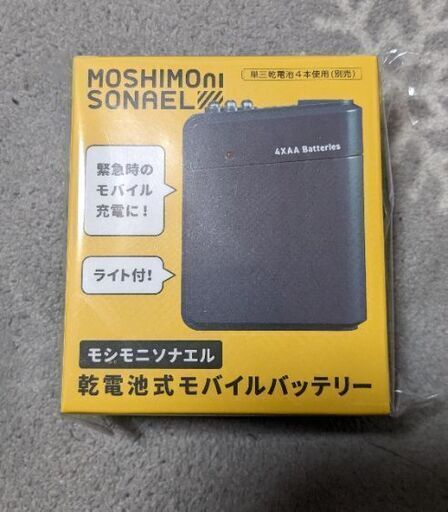 MOSHIMOni
SONAEL
単三乾電池4本使用(別売)
4XAA Batteries
緊急時の
モバイル
充電に!
ライト付!
モシモニソナエル
乾電池式モバイルバッテリー